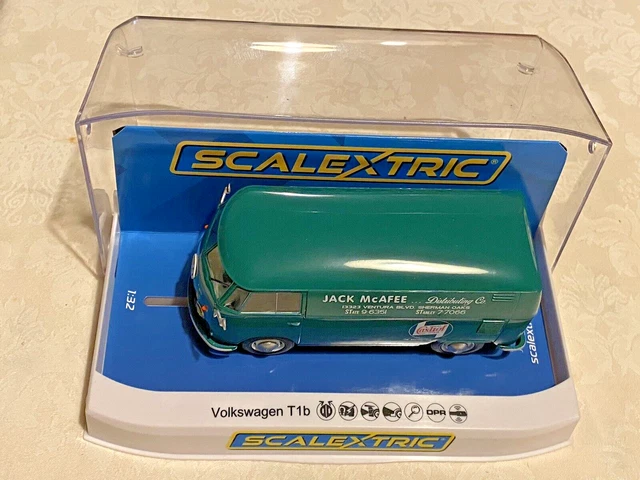 SCALEXTRIC
1:32
JACK McAFEE ... Distributing Co.
13323 VENTURA BLVD. SHERMAN OAKS
STate 9-6351 STanley 7-7066
Castrol
scalext
Volkswagen T1b DPR
SCALEXTRIC